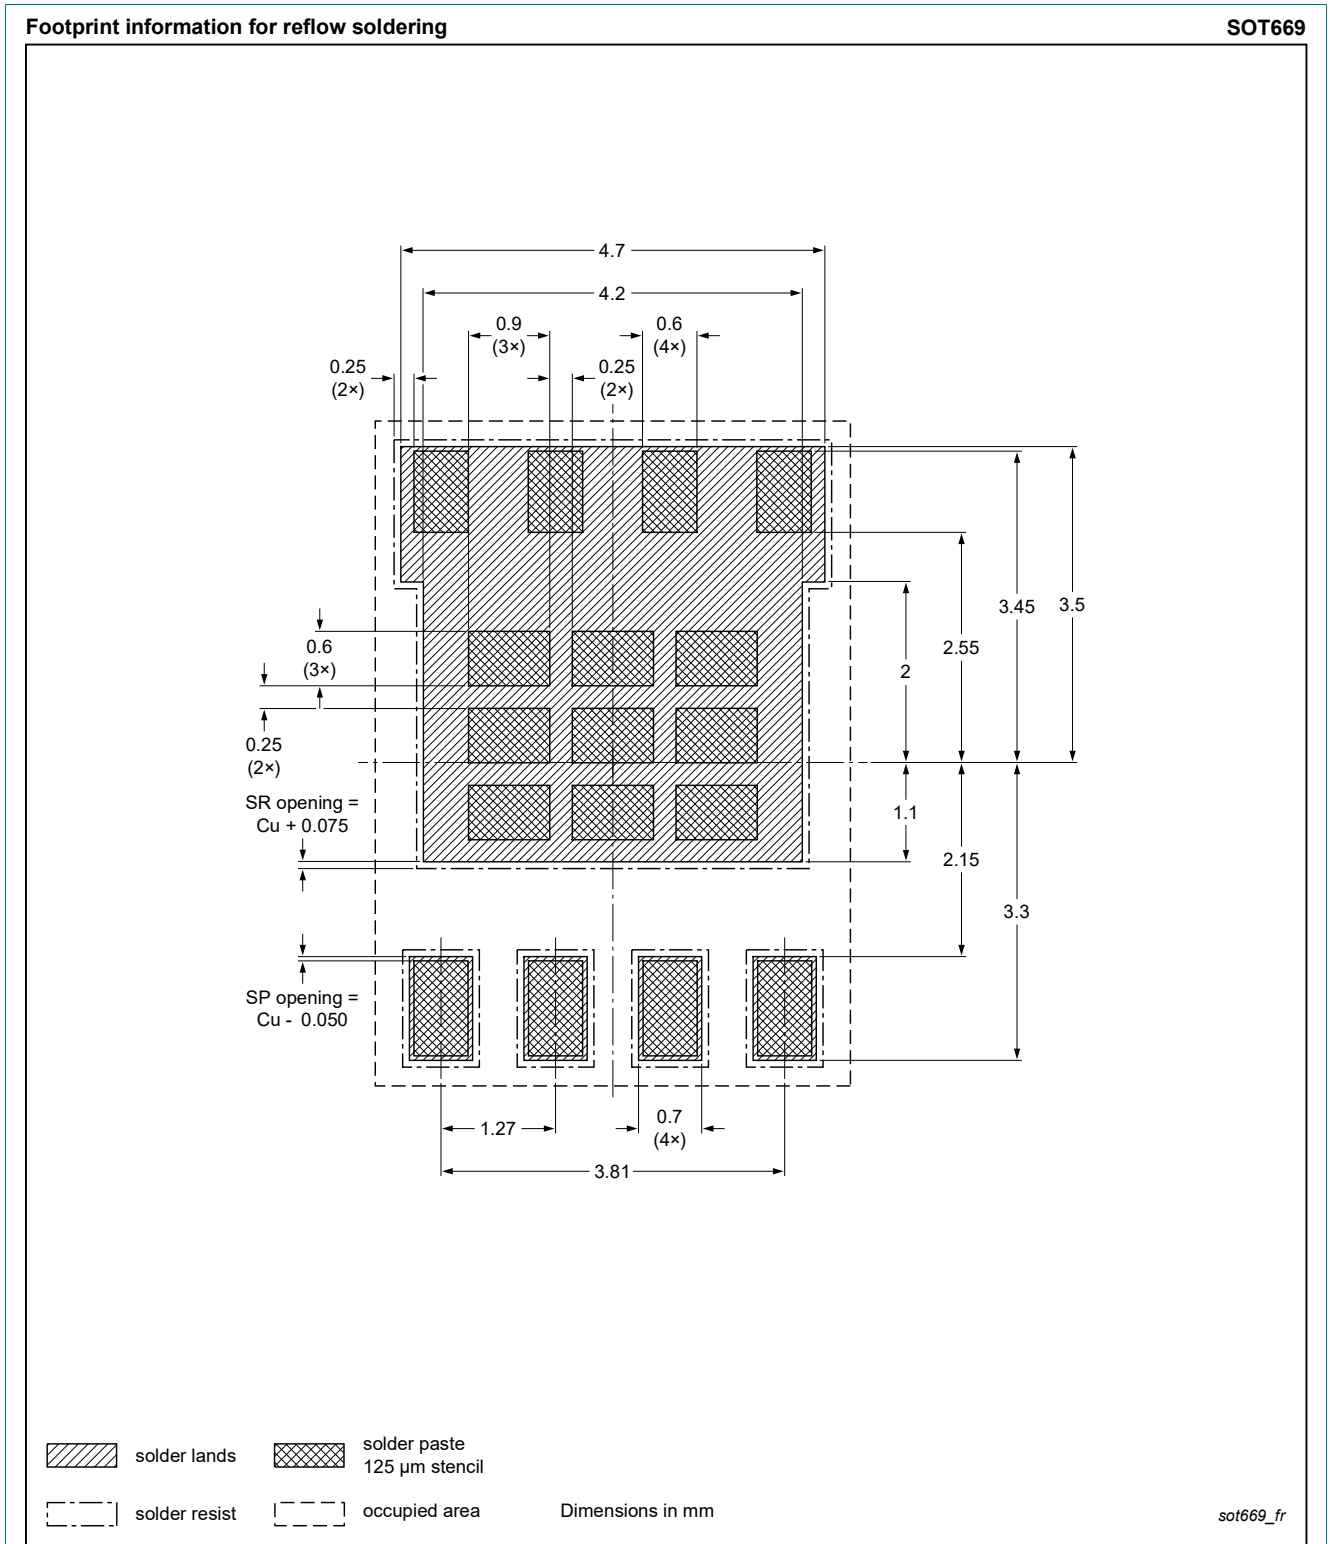 Footprint information for reflow soldering
SOT669
4.7
4.2
0.9
(3×)
0.6
(4×)
0.25
(2×)
0.25
(2×)
0.6
(3×)
3.45
3.5
2.55
2
0.25
(2×)
SR opening =
Cu + 0.075
1.1
2.15
3.3
SP opening =
Cu - 0.050
1.27
0.7
(4×)
3.81
solder lands
solder paste
125 µm stencil
solder resist
occupied area
Dimensions in mm
sot669_fr